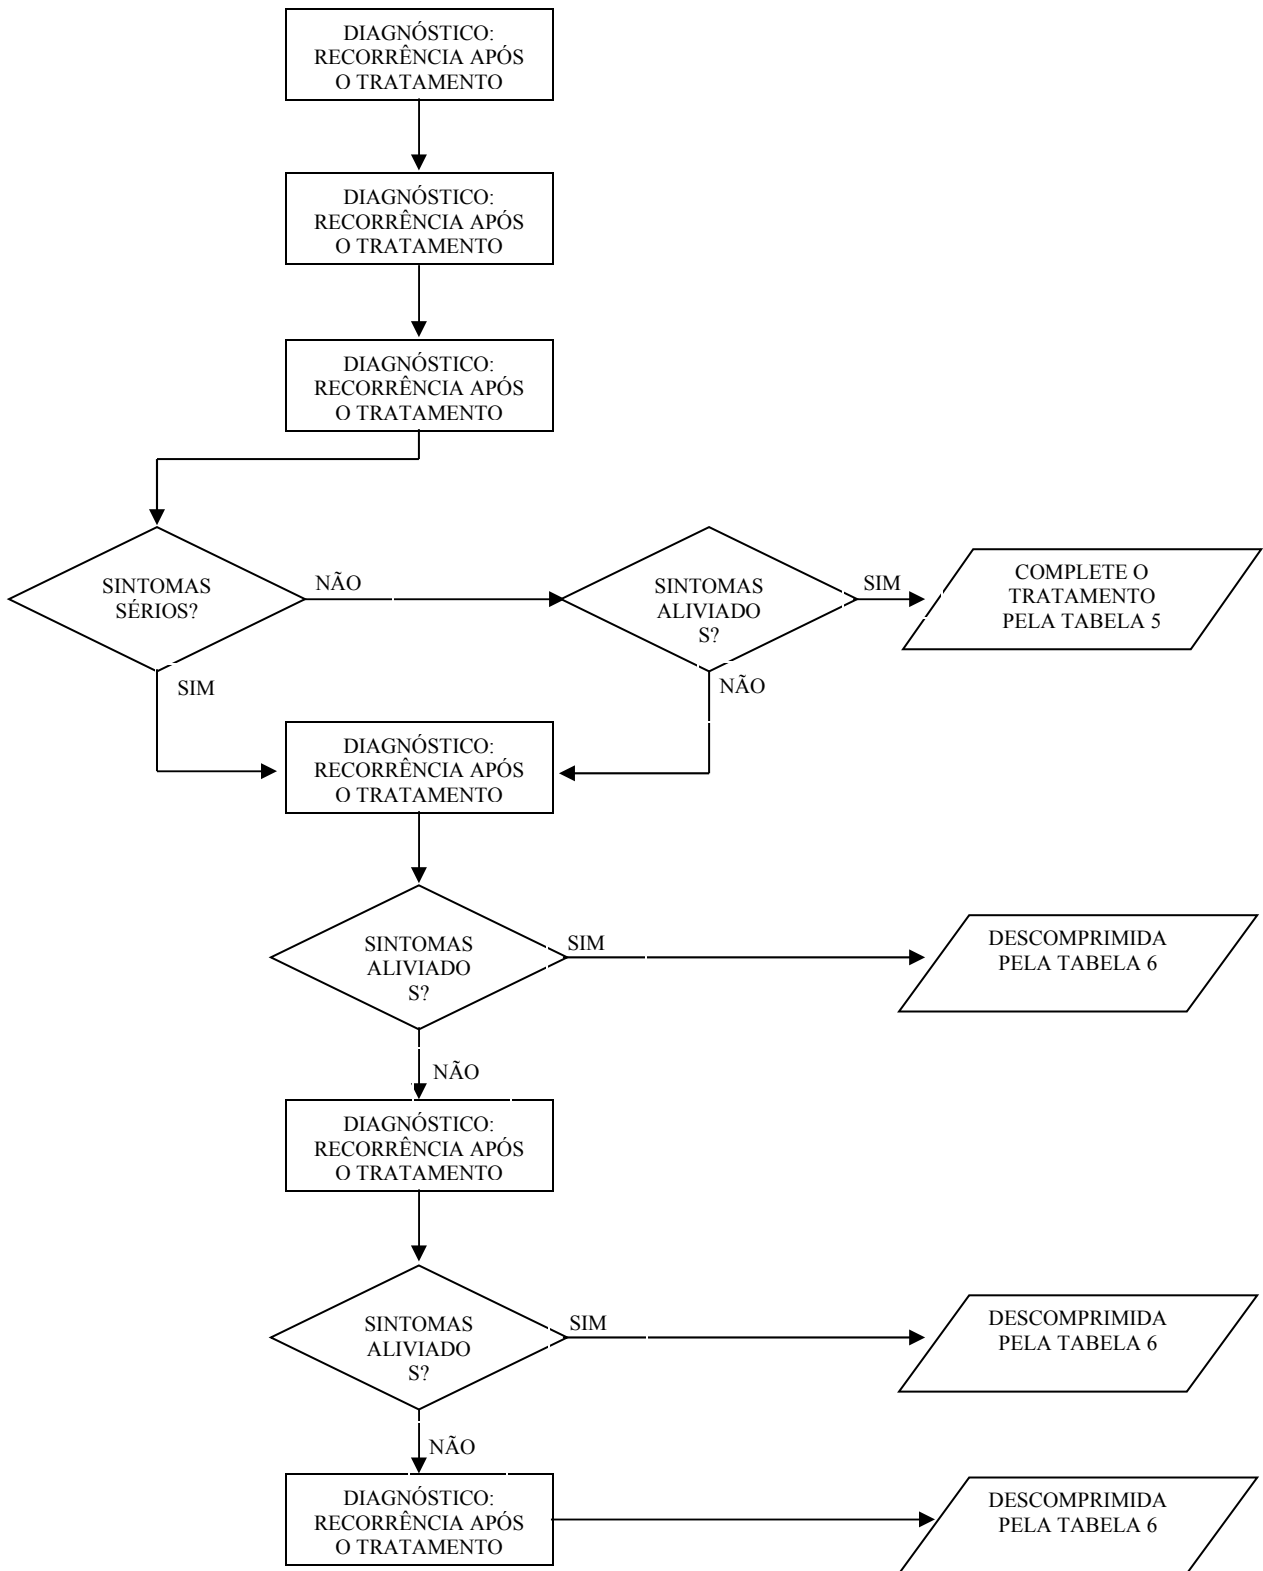 DIAGNÓSTICO:
RECORRÊNCIA APÓS
O TRATAMENTO
DIAGNÓSTICO:
RECORRÊNCIA APÓS
O TRATAMENTO
DIAGNÓSTICO:
RECORRÊNCIA APÓS
O TRATAMENTO
SINTOMAS
SÉRIOS?
NÃO
SINTOMAS
ALIVIADO
S?
SIM
COMPLETE O
TRATAMENTO
PELA TABELA 5
SIM
NÃO
DIAGNÓSTICO:
RECORRÊNCIA APÓS
O TRATAMENTO
SINTOMAS
ALIVIADO
S?
SIM
DESCOMPRIMIDA
PELA TABELA 6
NÃO
DIAGNÓSTICO:
RECORRÊNCIA APÓS
O TRATAMENTO
SINTOMAS
ALIVIADO
S?
SIM
DESCOMPRIMIDA
PELA TABELA 6
NÃO
DIAGNÓSTICO:
RECORRÊNCIA APÓS
O TRATAMENTO
DESCOMPRIMIDA
PELA TABELA 6